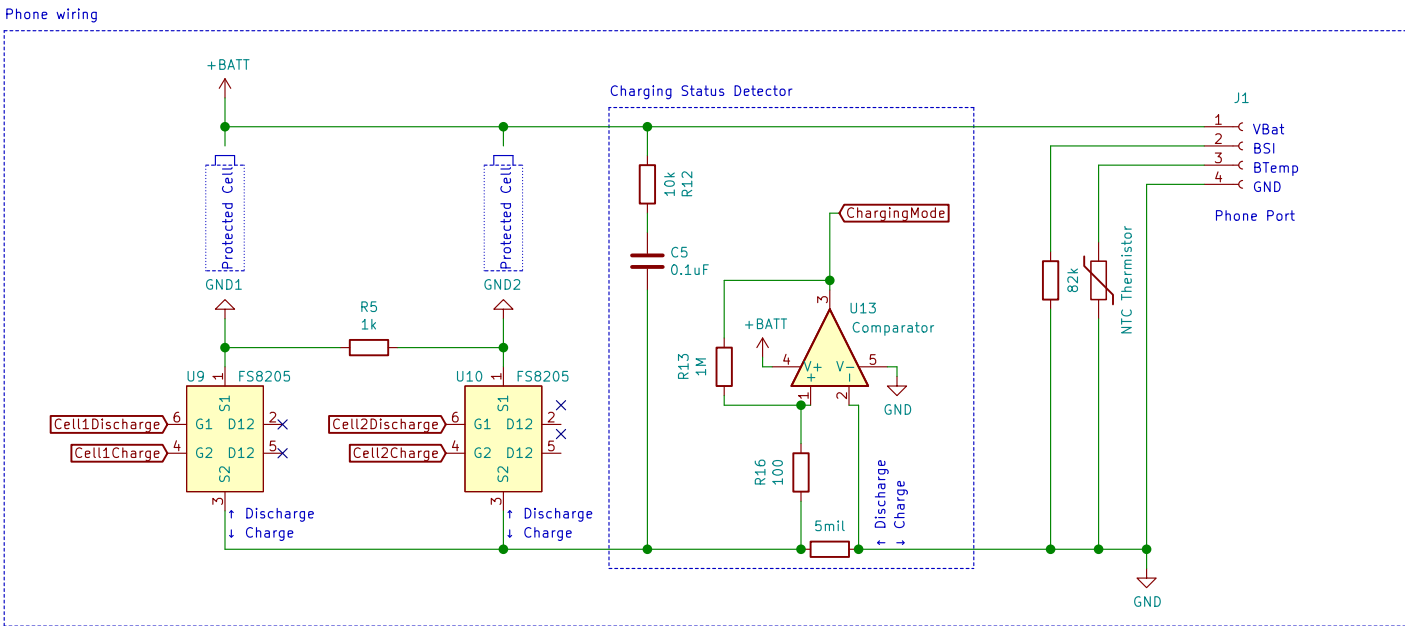 Phone wiring
+BATT
Charging Status Detector
J1
1
VBat
2
BSI
3
BTemp
4
GND
Phone Port
Protected Cell
Protected Cell
10k
R12
ChargingMode
C5
0.1uF
GND1
GND2
R5
1k
+BATT
U13
Comparator
3
4
V+
V−
5
+
−
1
2
GND
R13
1M
82k
NTC Thermistor
U9
1
FS8205
S1
Cell1Discharge
6
G1
D12
2
Cell1Charge
4
G2
D12
5
S2
3
↑ Discharge
↓ Charge
U10
1
FS8205
S1
Cell2Discharge
6
G1
D12
2
Cell2Charge
4
G2
D12
5
S2
3
↑ Discharge
↓ Charge
R16
100
5mil
↑ Discharge
↓ Charge
GND